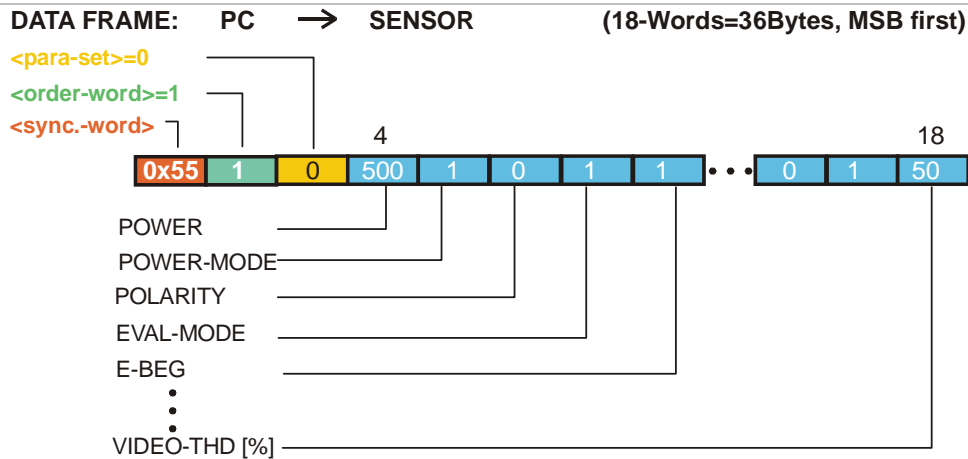 DATA FRAME: PC → SENSOR (18-Words=36Bytes, MSB first)
<para-set>=0
<order-word>=1
<sync.-word>
4 18
0x55 1 0 500 1 0 1 1 ••• 0 1 50
POWER
POWER-MODE
POLARITY
EVAL-MODE
E-BEG
VIDEO-THD [%]